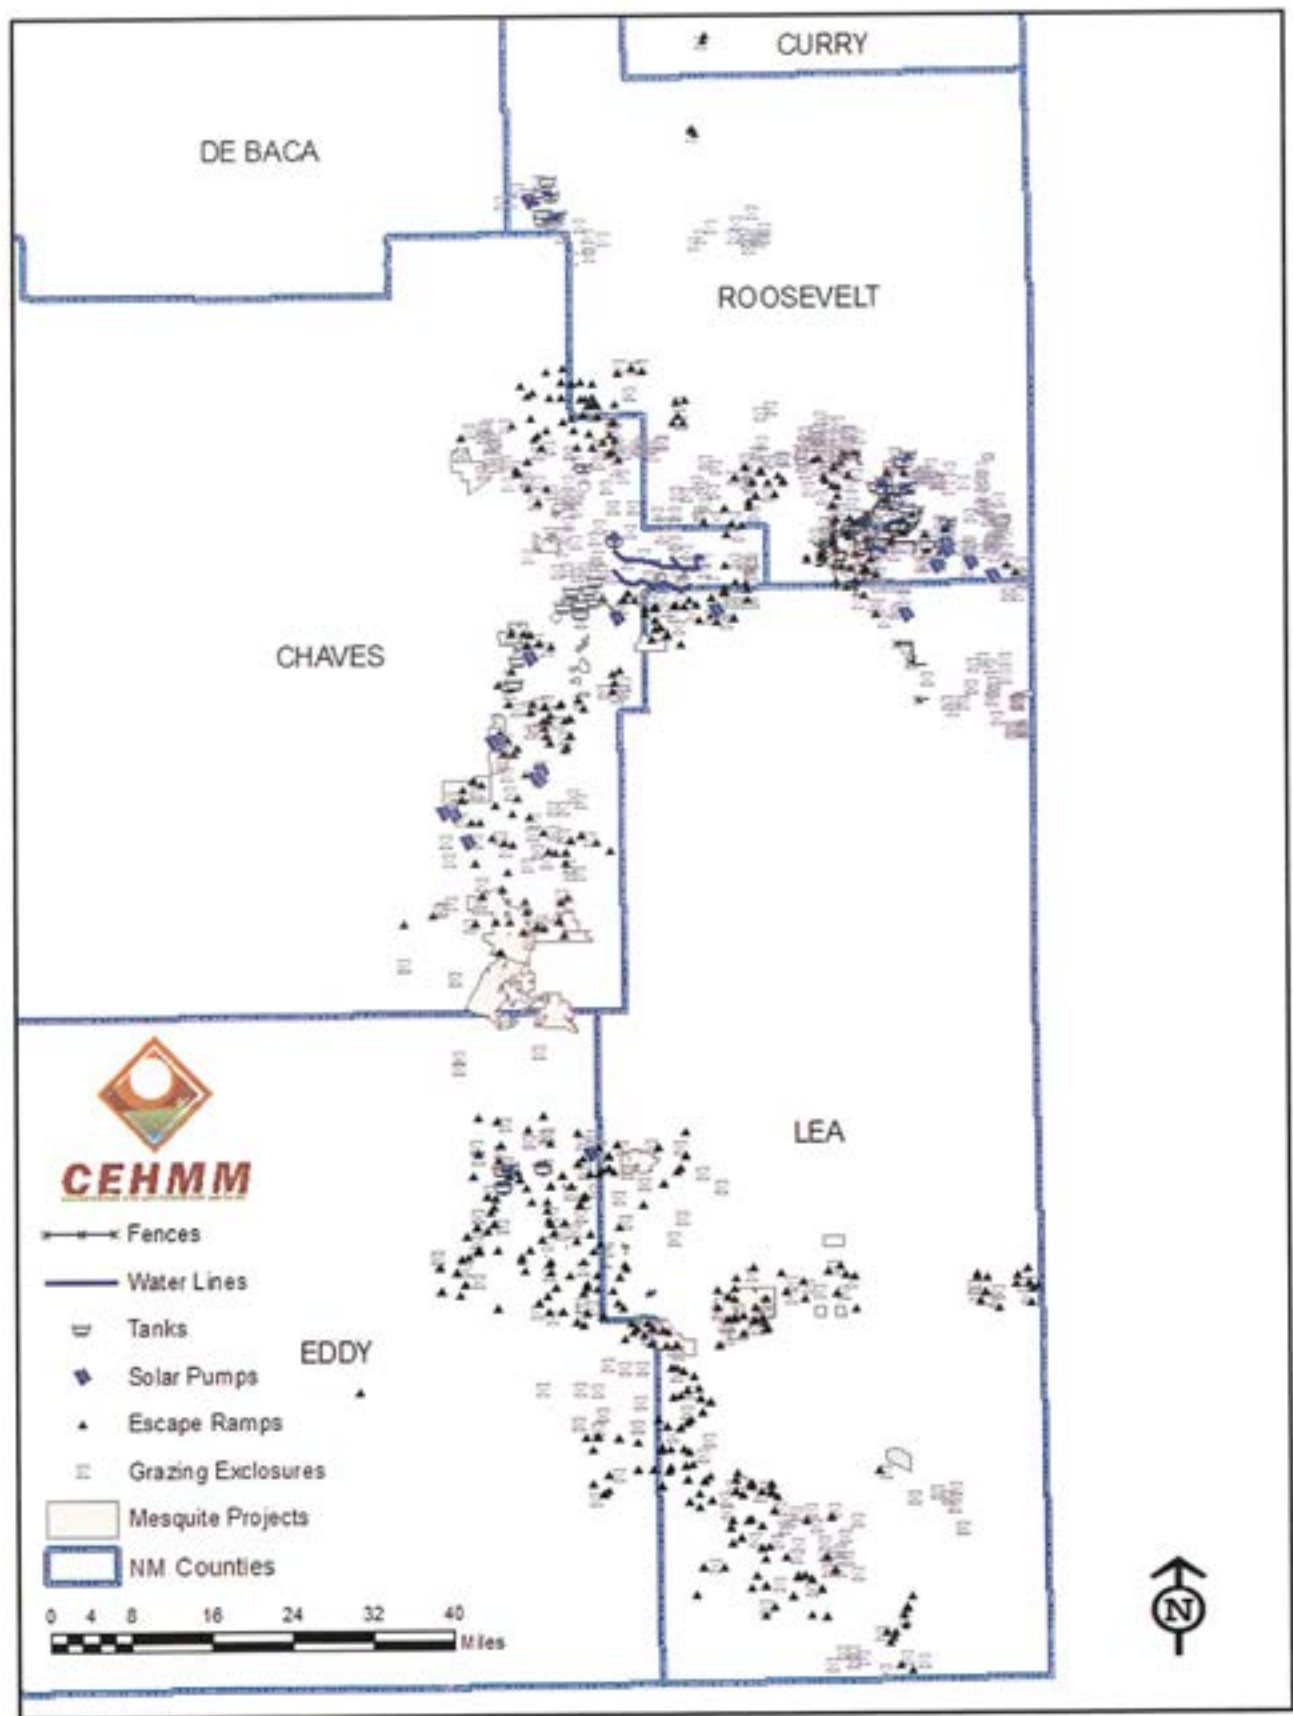 CURRY
DE BACA
ROOSEVELT
CHAVES
LEA
EDDY
CEHMM
Fences
Water Lines
Tanks
Solar Pumps
Escape Ramps
Grazing Exclosures
Mesquite Projects
NM Counties
0 4 8 16 24 32 40
Miles
N